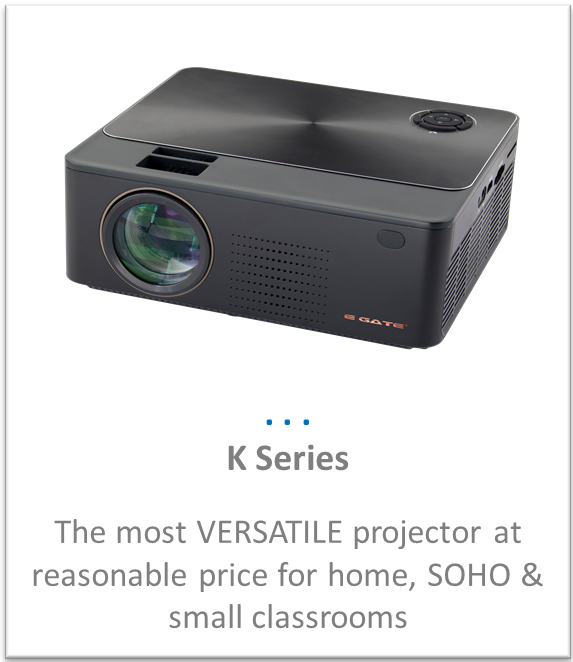 E GATE
K Series
The most VERSATILE projector at
reasonable price for home, SOHO &
small classrooms